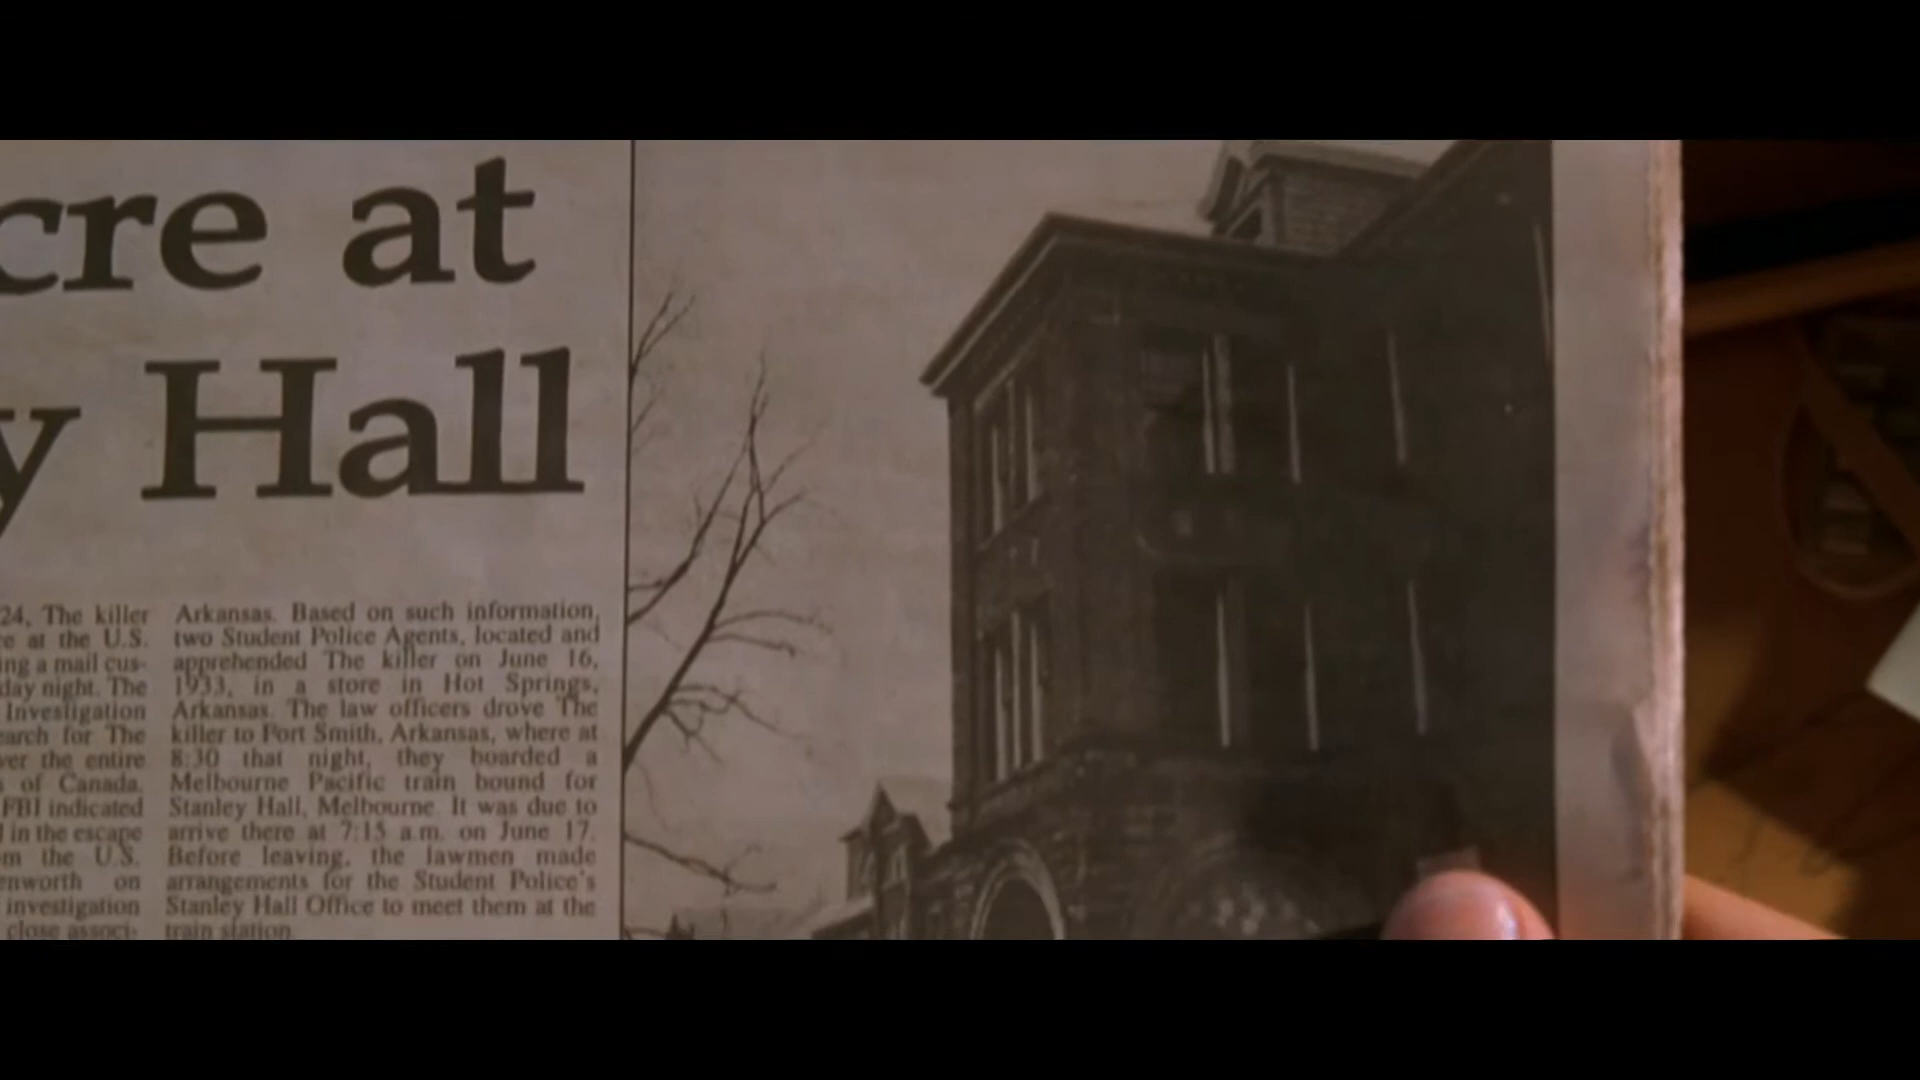 cre at
y Hall
24, The killer
re at the U.S.
ing a mail cus-
day night. The
Investigation
earch for The
ver the entire
s of Canada.
FBI indicated
l in the escape
om the U.S.
enworth on
investigation
close associ-
Arkansas. Based on such information,
two Student Police Agents, located and
apprehended The killer on June 16,
1933, in a store in Hot Springs,
Arkansas. The law officers drove The
killer to Fort Smith, Arkansas, where at
8:30 that night, they boarded a
Melbourne Pacific train bound for
Stanley Hall, Melbourne. It was due to
arrive there at 7:15 a.m. on June 17.
Before leaving, the lawmen made
arrangements for the Student Police's
Stanley Hall Office to meet them at the
train station.